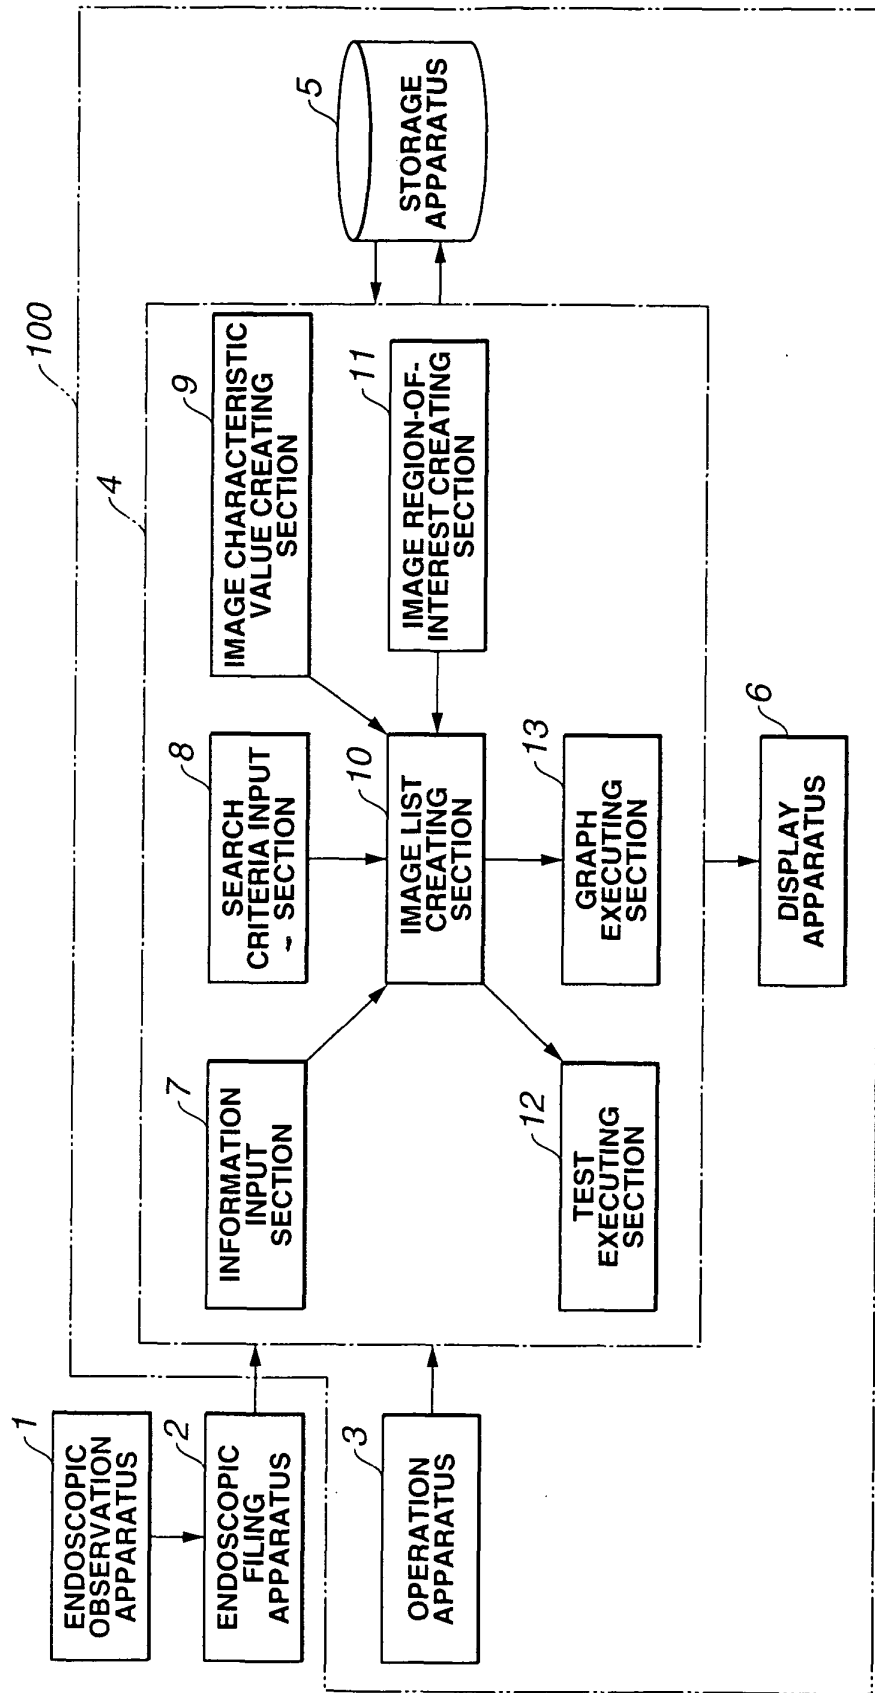 100
1
ENDOSCOPIC
OBSERVATION
APPARATUS
2
ENDOSCOPIC
FILING
APPARATUS
3
OPERATION
APPARATUS
4
7
INFORMATION
INPUT
SECTION
8
SEARCH
CRITERIA INPUT
SECTION
9
IMAGE CHARACTERISTIC
VALUE CREATING
SECTION
10
IMAGE LIST
CREATING
SECTION
11
IMAGE REGION-OF-
INTEREST CREATING
SECTION
12
TEST
EXECUTING
SECTION
13
GRAPH
EXECUTING
SECTION
5
STORAGE
APPARATUS
6
DISPLAY
APPARATUS